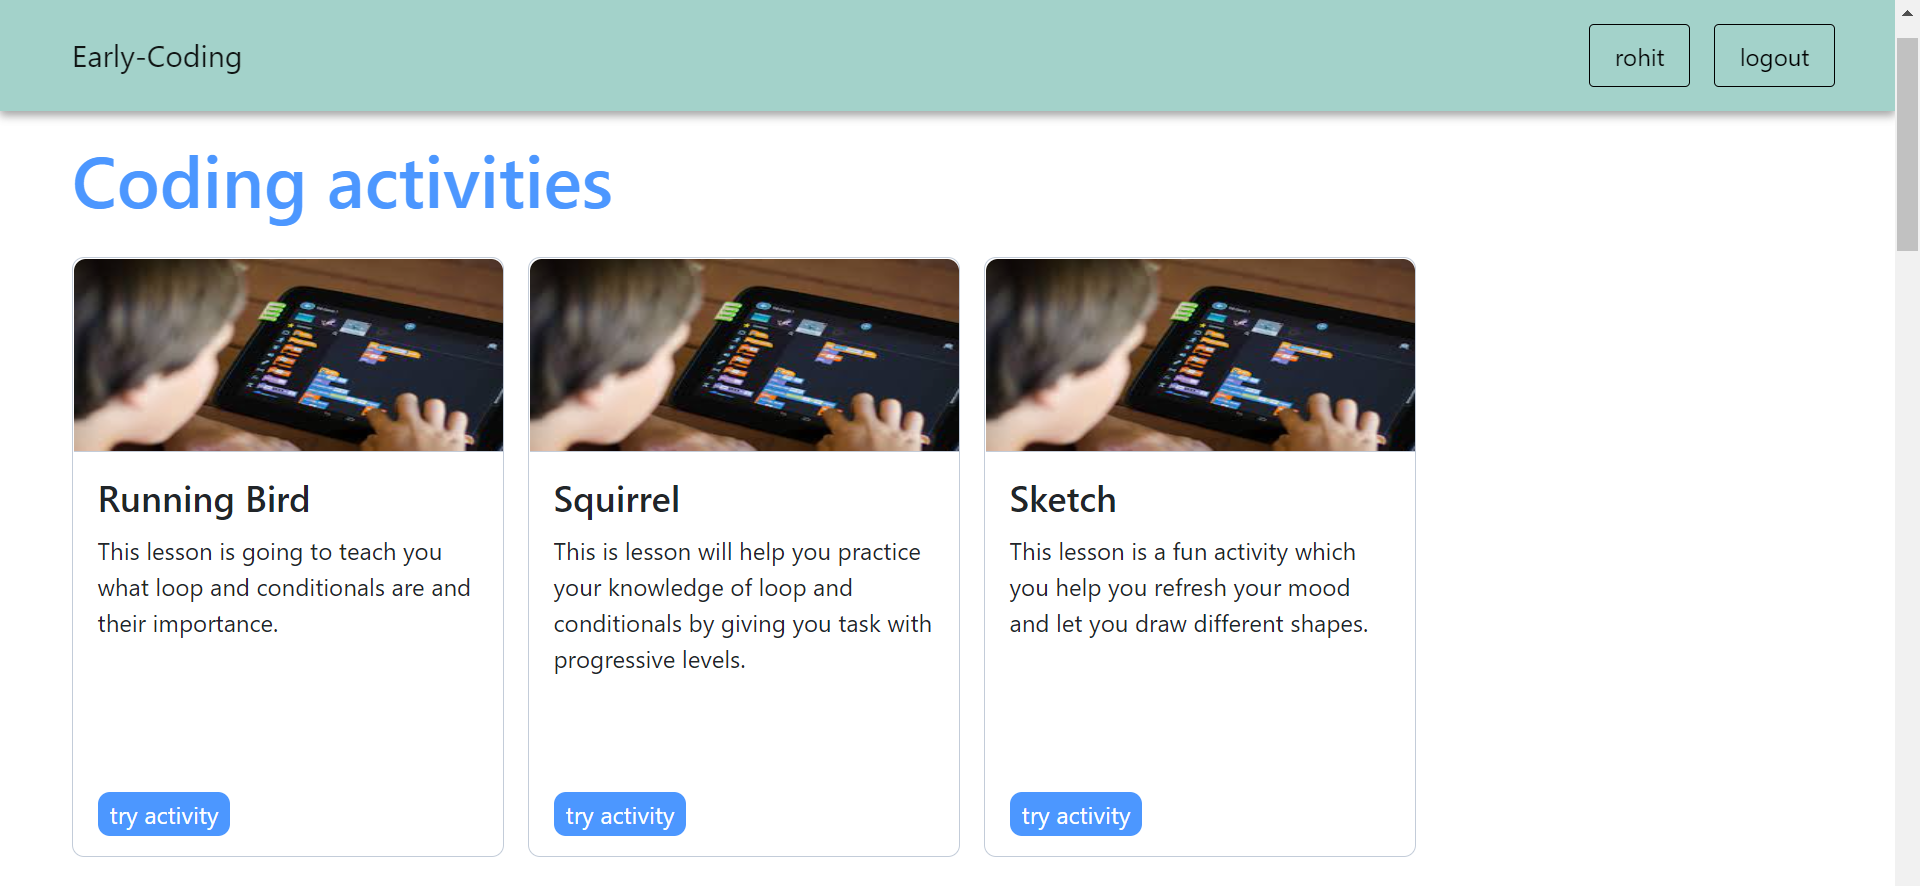 Early-Coding
rohit
logout
Coding activities
Running Bird
This lesson is going to teach you
what loop and conditionals are and
their importance.
try activity
Squirrel
This is lesson will help you practice
your knowledge of loop and
conditionals by giving you task with
progressive levels.
try activity
Sketch
This lesson is a fun activity which
you help you refresh your mood
and let you draw different shapes.
try activity